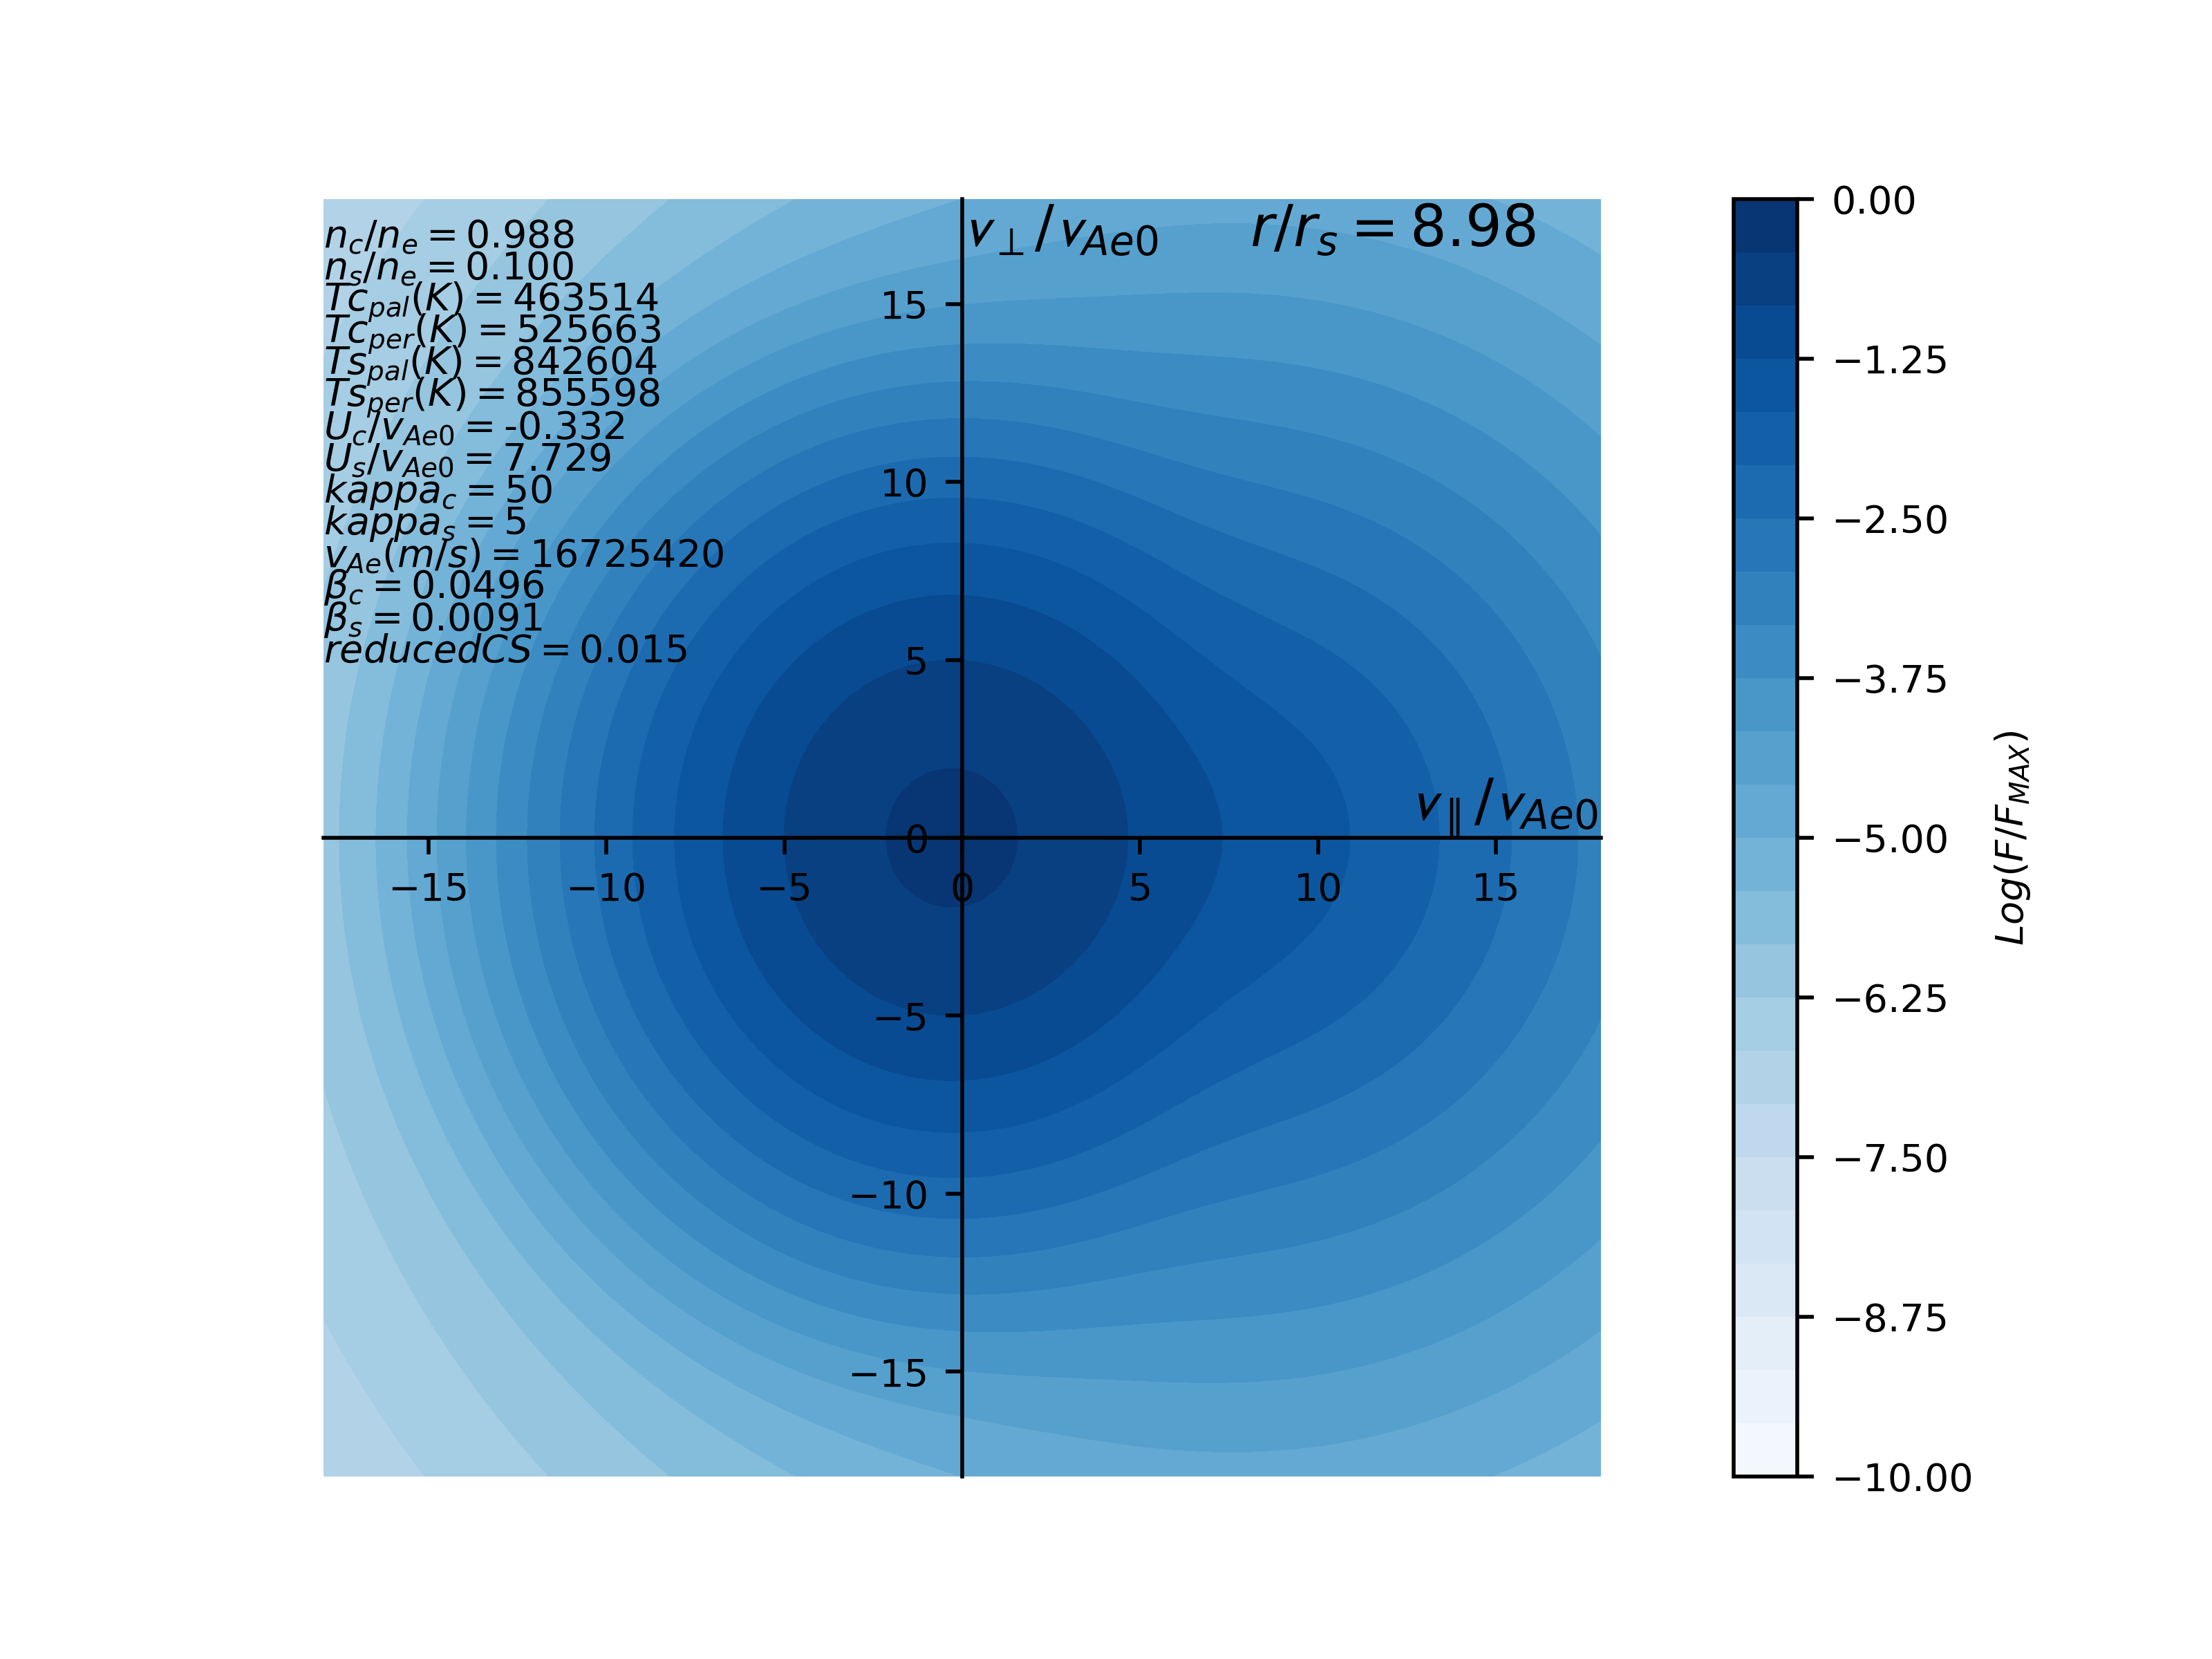 n_c/n_e = 0.988
n_s/n_e = 0.100
Tc_pal(K) = 463514
Tc_per(K) = 525663
Ts_pal(K) = 842604
Ts_per(K) = 855598
U_c/v_Ae0 = -0.332
U_s/v_Ae0 = 7.729
kappa_c = 50
kappa_s = 5
v_Ae(m/s) = 16725420
β_c = 0.0496
β_s = 0.0091
reducedCS = 0.015
v_⊥/v_Ae0
r/r_s = 8.98
15
10
5
0
−5
−10
−15
v_∥/v_Ae0
−15 −10 −5 0 5 10 15
0.00
−1.25
−2.50
−3.75
−5.00
−6.25
−7.50
−8.75
−10.00
Log(F/F_MAX)